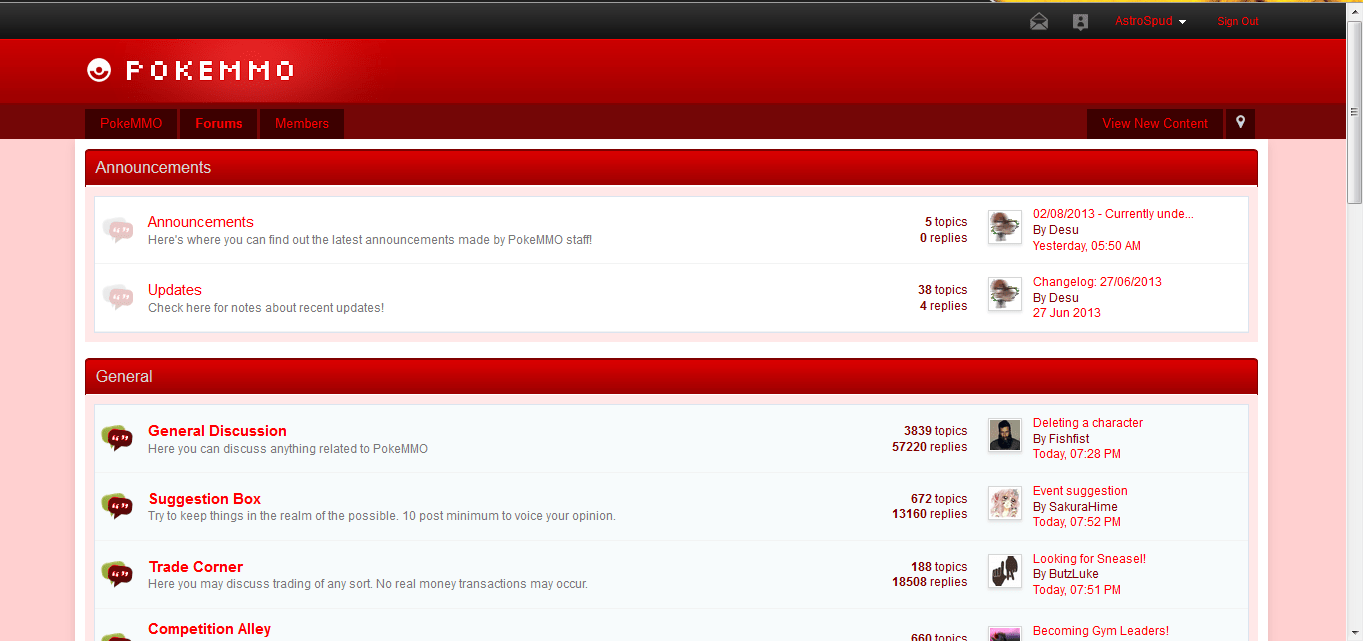 AstroSpud
Sign Out
POKEMMO
PokeMMO
Forums
Members
View New Content
Announcements
Announcements
Here's where you can find out the latest announcements made by PokeMMO staff!
5 topics
0 replies
02/08/2013 - Currently unde...
By Desu
Yesterday, 05:50 AM
Updates
Check here for notes about recent updates!
38 topics
4 replies
Changelog: 27/06/2013
By Desu
27 Jun 2013
General
General Discussion
Here you can discuss anything related to PokeMMO
3839 topics
57220 replies
Deleting a character
By Fishfist
Today, 07:28 PM
Suggestion Box
Try to keep things in the realm of the possible. 10 post minimum to voice your opinion.
672 topics
13160 replies
Event suggestion
By SakuraHime
Today, 07:52 PM
Trade Corner
Here you may discuss trading of any sort. No real money transactions may occur.
188 topics
18508 replies
Looking for Sneasel!
By ButzLuke
Today, 07:51 PM
Competition Alley
660 topics
Becoming Gym Leaders!